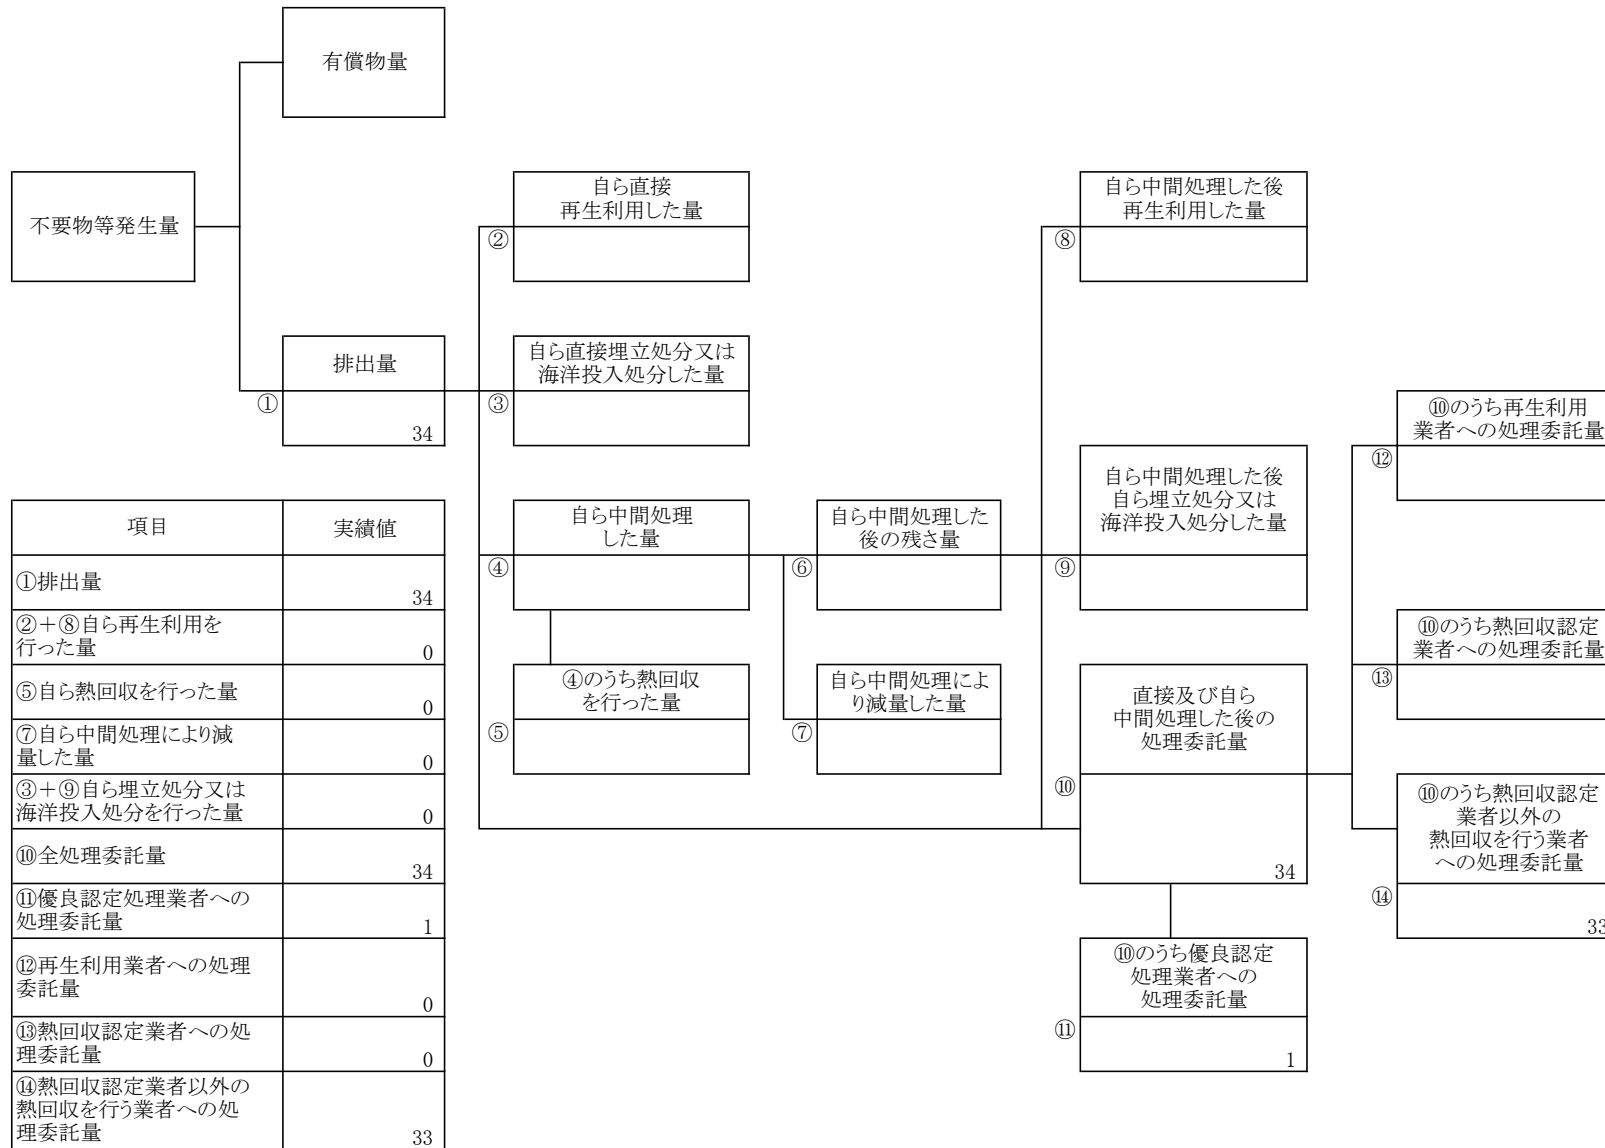 有償物量
不要物等発生量
自ら直接
再生利用した量
②
自ら中間処理した後
再生利用した量
⑧
排出量
①
34
自ら直接埋立処分又は
海洋投入処分した量
③
⑩のうち再生利用
業者への処理委託量
⑫
自ら中間処理
した量
④
自ら中間処理した
後の残さ量
⑥
自ら中間処理した後
自ら埋立処分又は
海洋投入処分した量
⑨
⑩のうち熱回収認定
業者への処理委託量
⑬
④のうち熱回収
を行った量
⑤
自ら中間処理によ
り減量した量
⑦
直接及び自ら
中間処理した後の
処理委託量
⑩
34
⑩のうち熱回収認定
業者以外の
熱回収を行う業者
への処理委託量
⑭
33
⑩のうち優良認定
処理業者への
処理委託量
⑪
1
項目 実績値
①排出量
34
②+⑧自ら再生利用を
行った量
0
⑤自ら熱回収を行った量
0
⑦自ら中間処理により減
量した量
0
③+⑨自ら埋立処分又は
海洋投入処分を行った量
0
⑩全処理委託量
34
⑪優良認定処理業者への
処理委託量
1
⑫再生利用業者への処理
委託量
0
⑬熱回収認定業者への処
理委託量
0
⑭熱回収認定業者以外の
熱回収を行う業者への処
理委託量
33